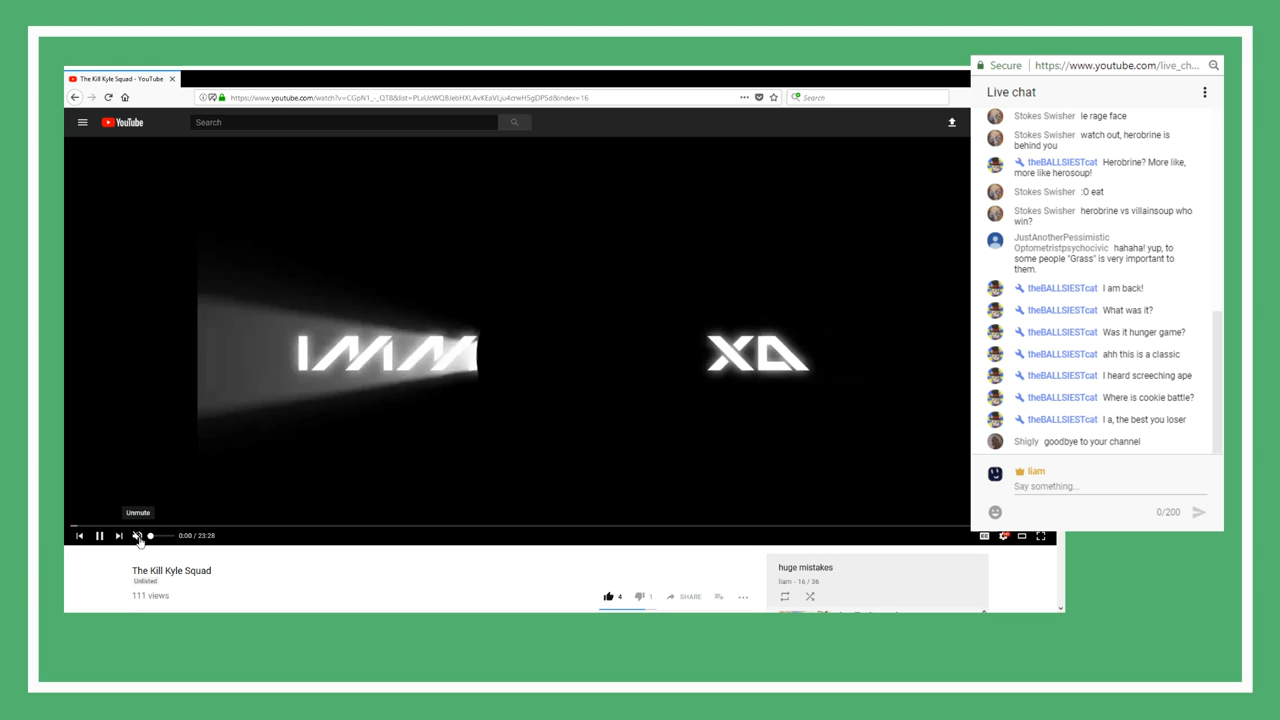 The Kill Kyle Squad - YouTube
https://www.youtube.com/watch?v=CGpN1_-_QT8&list=PLsUcWQBJebHXLAvKEaVLju4crwHSgDPSd&index=16
Search
YouTube
Search
IMM
XD
Unmute
0:00 / 23:28
The Kill Kyle Squad
Unlisted
111 views
4
1
SHARE
huge mistakes
liam - 16 / 36
Secure
https://www.youtube.com/live_ch...
Live chat
Stokes Swisher le rage face
Stokes Swisher watch out, herobrine is
behind you
theBALLSIESTcat Herobrine? More like,
more like herosoup!
Stokes Swisher :O eat
Stokes Swisher herobrine vs villainsoup who
win?
JustAnotherPessimistic
Optometristpsychocivic hahaha! yup, to
some people "Grass" is very important to
them.
theBALLSIESTcat I am back!
theBALLSIESTcat What was it?
theBALLSIESTcat Was it hunger game?
theBALLSIESTcat ahh this is a classic
theBALLSIESTcat I heard screeching ape
theBALLSIESTcat Where is cookie battle?
theBALLSIESTcat I a, the best you loser
Shigly goodbye to your channel
liam
Say something...
0/200